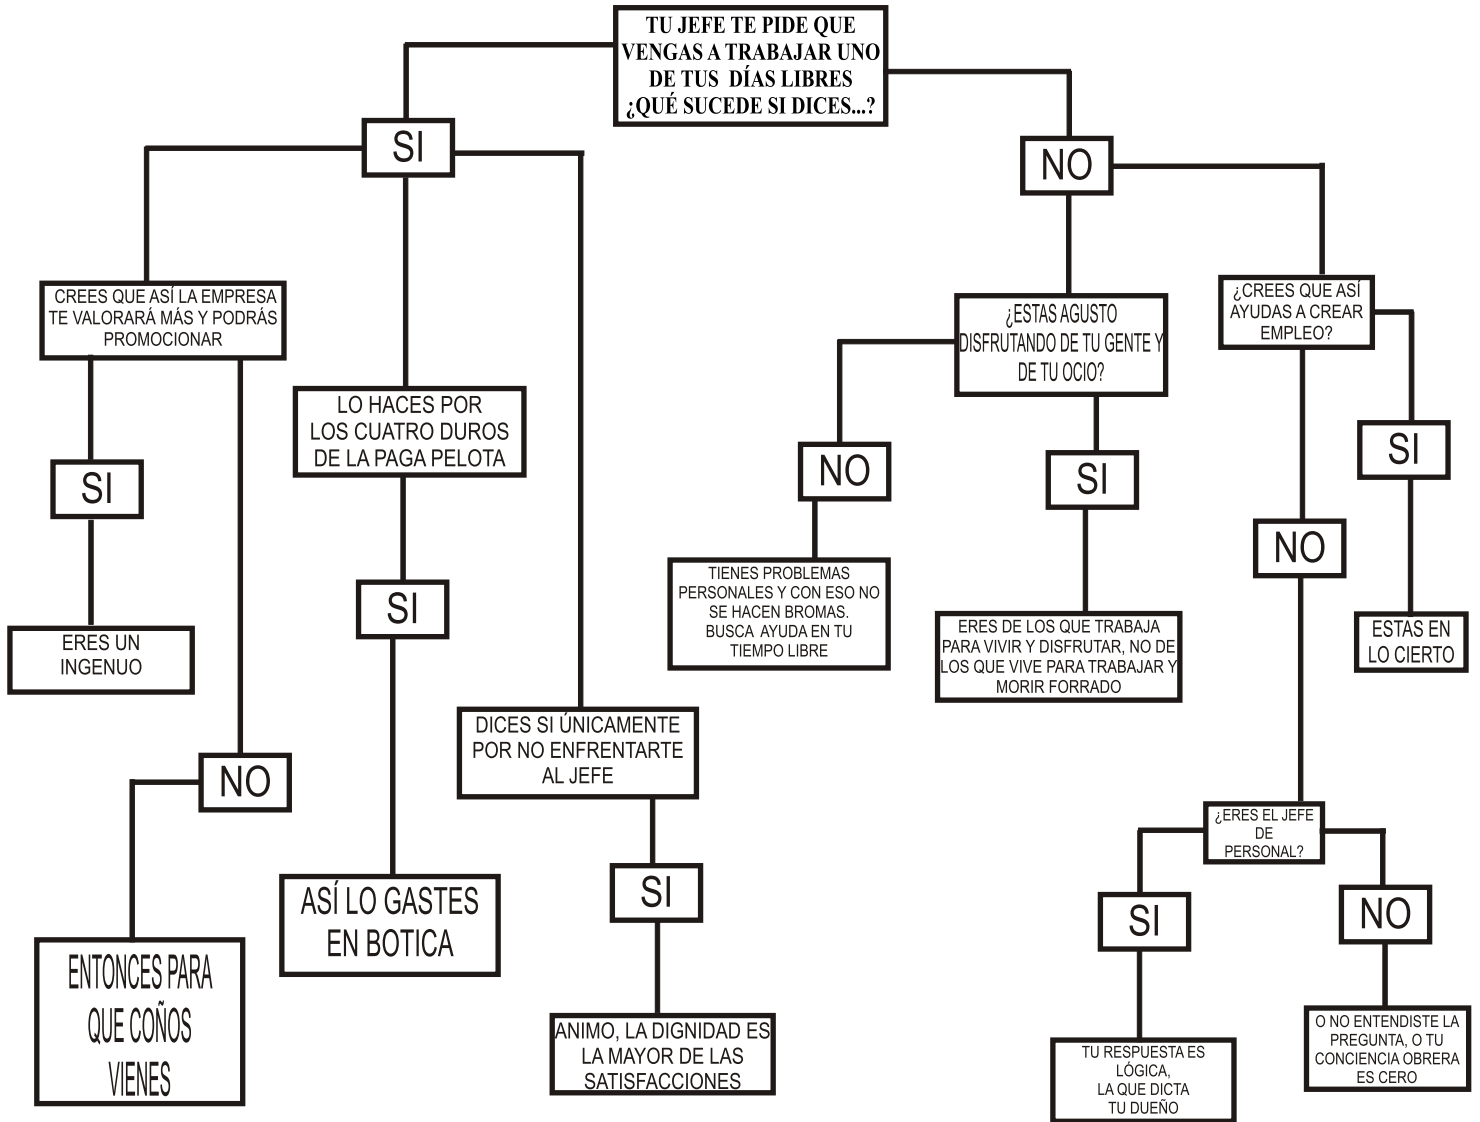 TU JEFE TE PIDE QUE
VENGAS A TRABAJAR UNO
DE TUS DÍAS LIBRES
¿QUÉ SUCEDE SI DICES...?
SI
NO
CREES QUE ASÍ LA EMPRESA
TE VALORARÁ MÁS Y PODRÁS
PROMOCIONAR
SI
ERES UN
INGENUO
NO
ENTONCES PARA
QUE COÑOS
VIENES
LO HACES POR
LOS CUATRO DUROS
DE LA PAGA PELOTA
SI
ASÍ LO GASTES
EN BOTICA
DICES SI ÚNICAMENTE
POR NO ENFRENTARTE
AL JEFE
SI
ANIMO, LA DIGNIDAD ES
LA MAYOR DE LAS
SATISFACCIONES
¿ESTAS AGUSTO
DISFRUTANDO DE TU GENTE Y
DE TU OCIO?
NO
TIENES PROBLEMAS
PERSONALES Y CON ESO NO
SE HACEN BROMAS.
BUSCA AYUDA EN TU
TIEMPO LIBRE
SI
ERES DE LOS QUE TRABAJA
PARA VIVIR Y DISFRUTAR, NO DE
LOS QUE VIVE PARA TRABAJAR Y
MORIR FORRADO
¿CREES QUE ASÍ
AYUDAS A CREAR
EMPLEO?
SI
ESTAS EN
LO CIERTO
NO
¿ERES EL JEFE
DE
PERSONAL?
SI
TU RESPUESTA ES
LÓGICA,
LA QUE DICTA
TU DUEÑO
NO
O NO ENTENDISTE LA
PREGUNTA, O TU
CONCIENCIA OBRERA
ES CERO